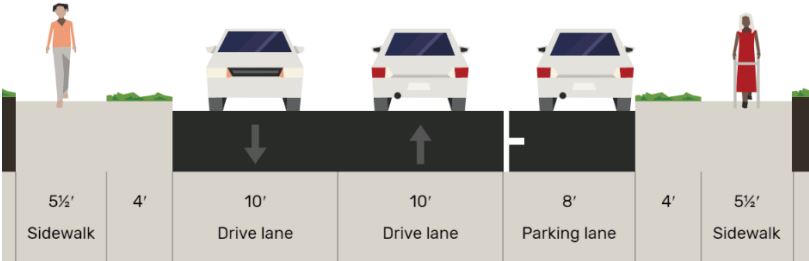 5½′ 4′ 10′ 10′ 8′ 4′ 5½′
Sidewalk Drive lane Drive lane Parking lane Sidewalk